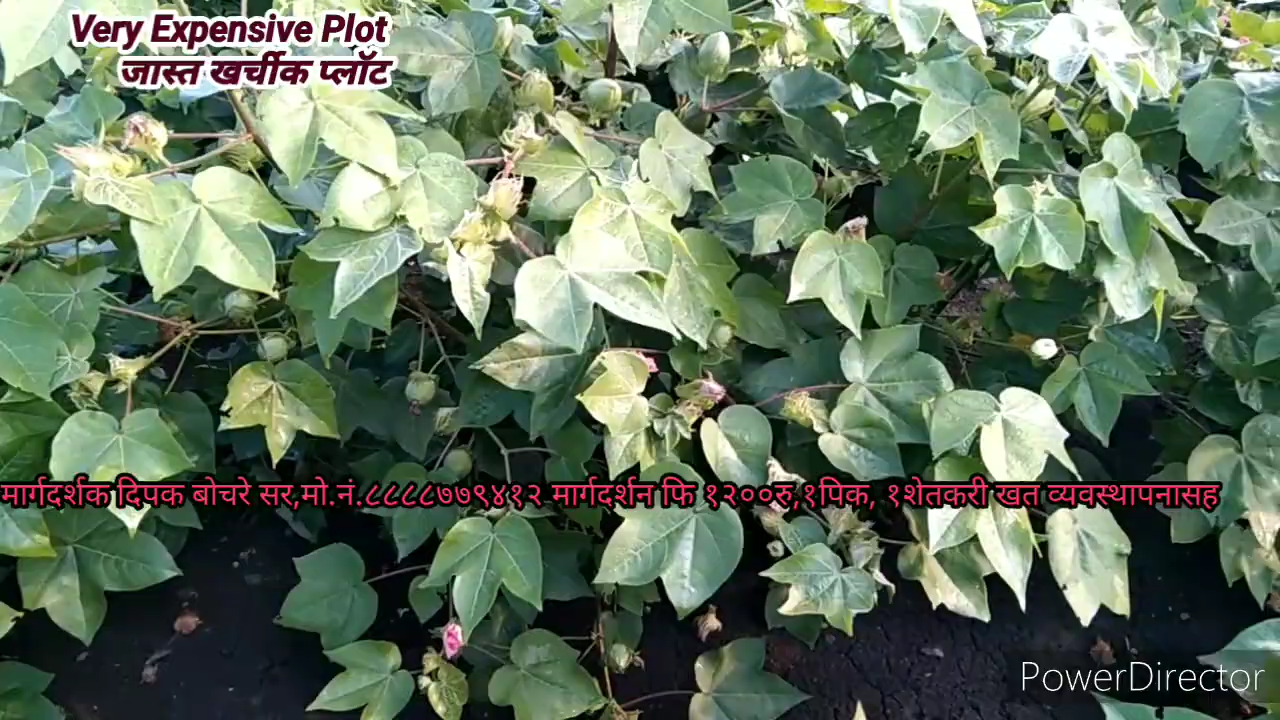 Very Expensive Plot
जास्त खर्चीक प्लॉट
मार्गदर्शक दिपक बोचरे सर,मो.नं.८८८८७७९४१२ मार्गदर्शन फि १२००रु,१पिक, १शेतकरी खत व्यवस्थापनासह
PowerDirector